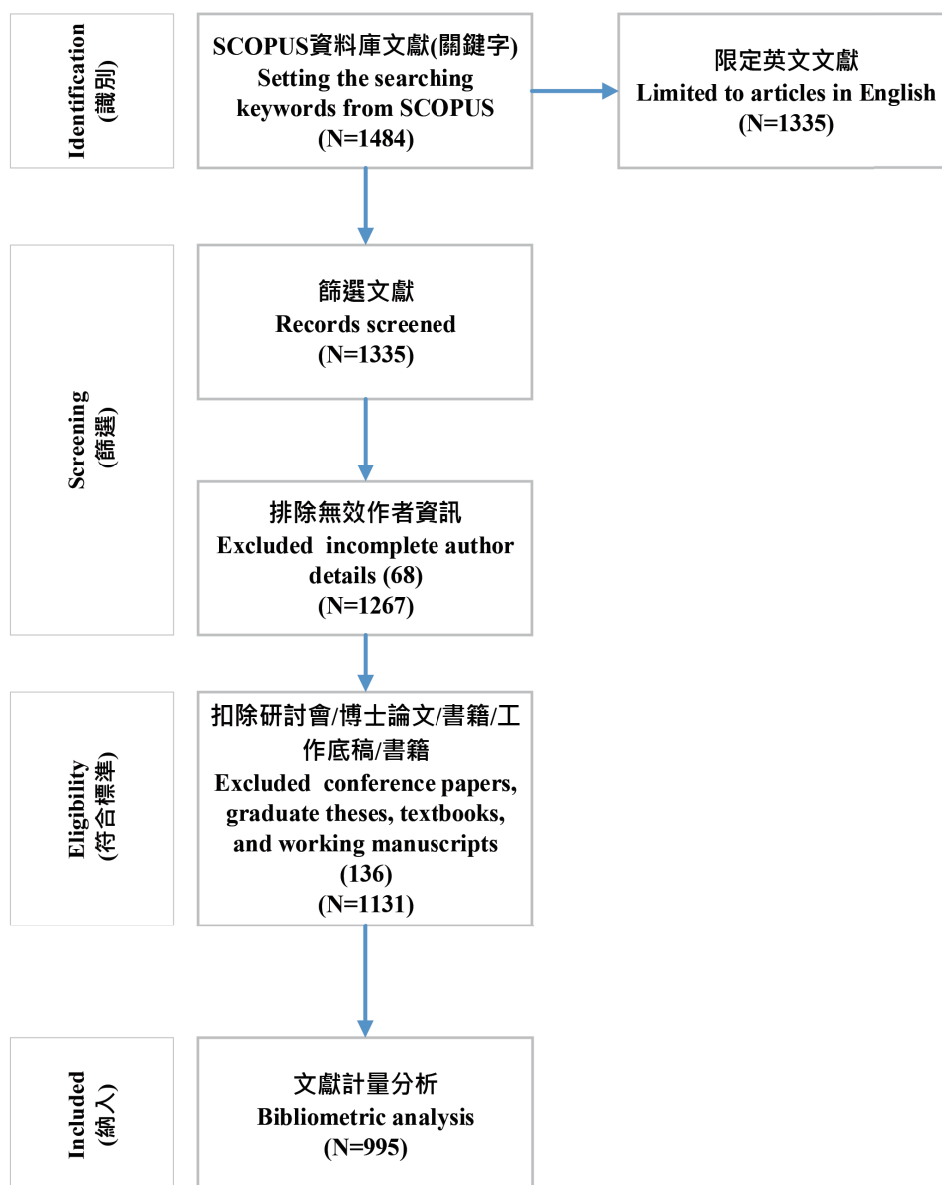 Identification
(識別)
SCOPUS資料庫文獻(關鍵字)
Setting the searching
keywords from SCOPUS
(N=1484)
限定英文文獻
Limited to articles in English
(N=1335)
Screening
(篩選)
篩選文獻
Records screened
(N=1335)
排除無效作者資訊
Excluded incomplete author
details (68)
(N=1267)
Eligibility
(符合標準)
扣除研討會/博士論文/書籍/工
作底稿/書籍
Excluded conference papers,
graduate theses, textbooks,
and working manuscripts
(136)
(N=1131)
Included
(納入)
文獻計量分析
Bibliometric analysis
(N=995)